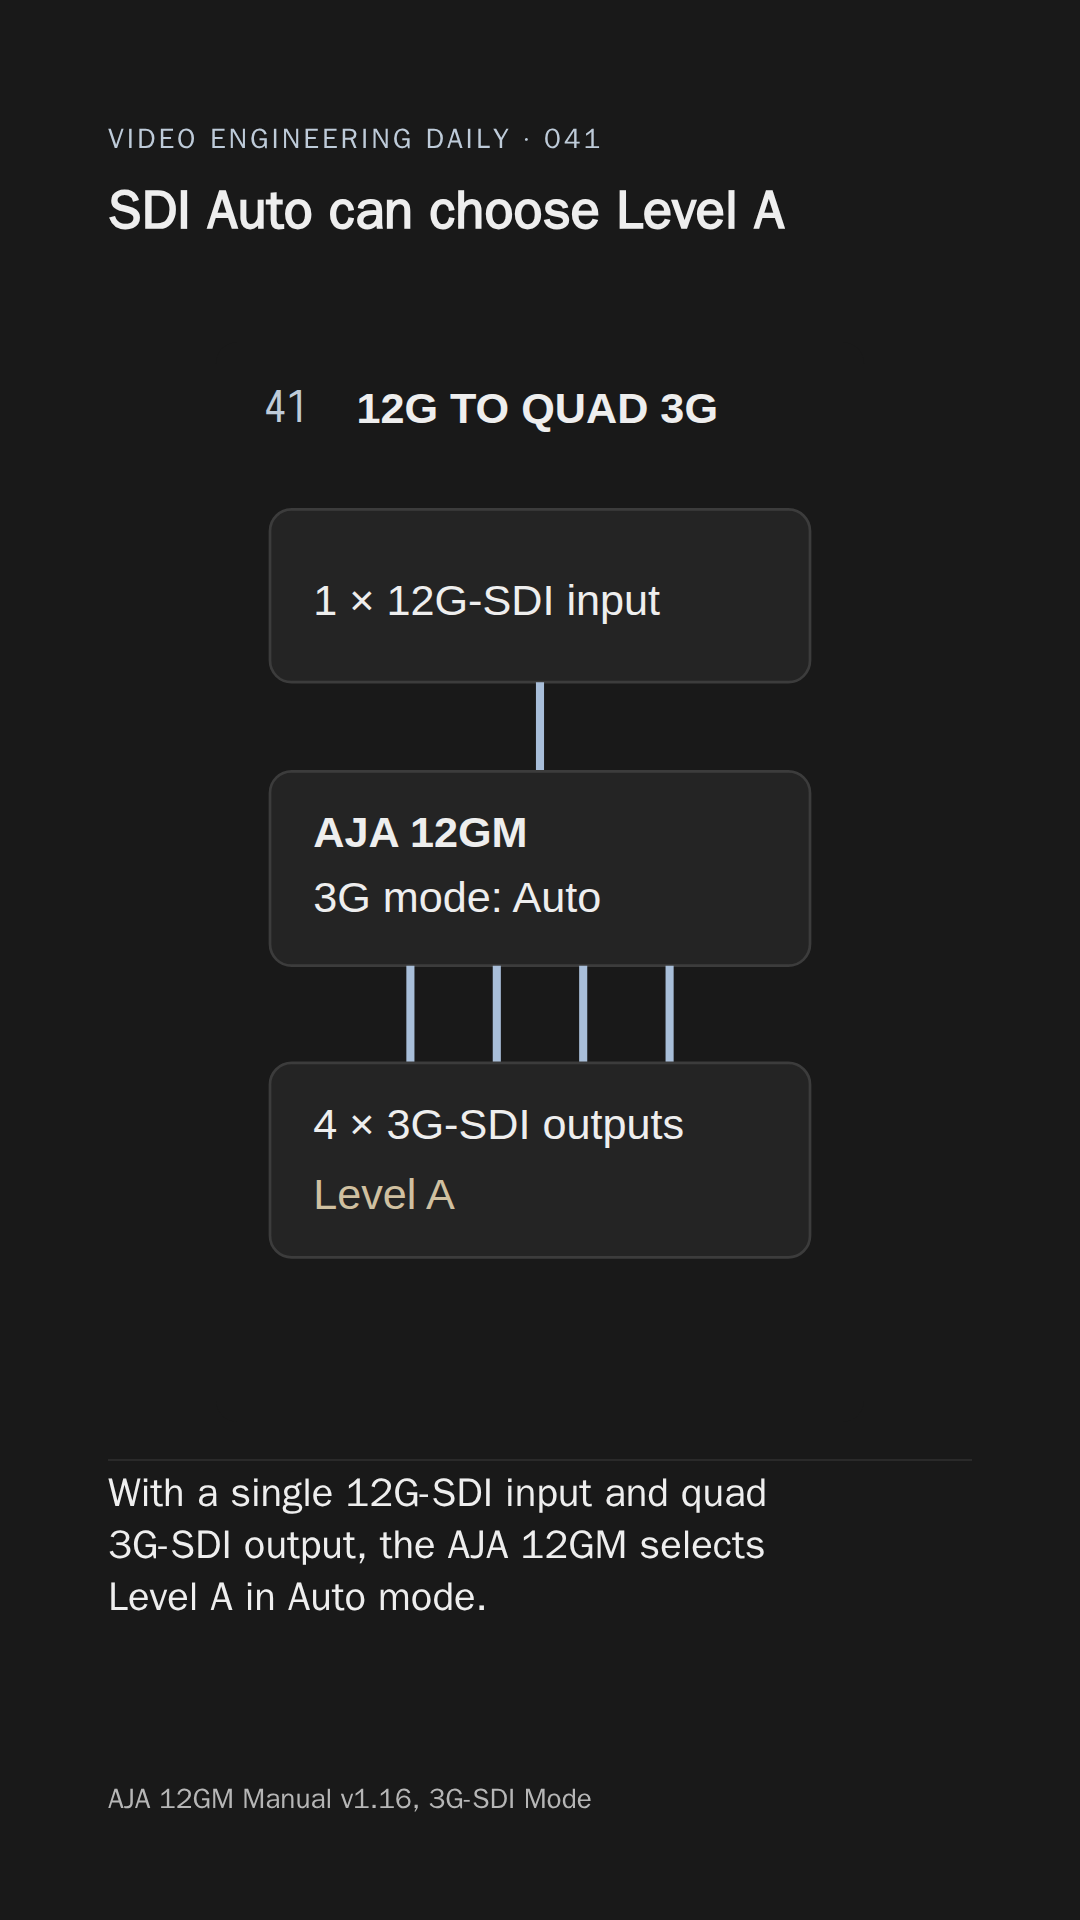 VIDEO ENGINEERING DAILY · 041
SDI Auto can choose Level A
41 12G TO QUAD 3G
1 × 12G-SDI input
AJA 12GM
3G mode: Auto
4 × 3G-SDI outputs
Level A
With a single 12G-SDI input and quad
3G-SDI output, the AJA 12GM selects
Level A in Auto mode.
AJA 12GM Manual v1.16, 3G-SDI Mode